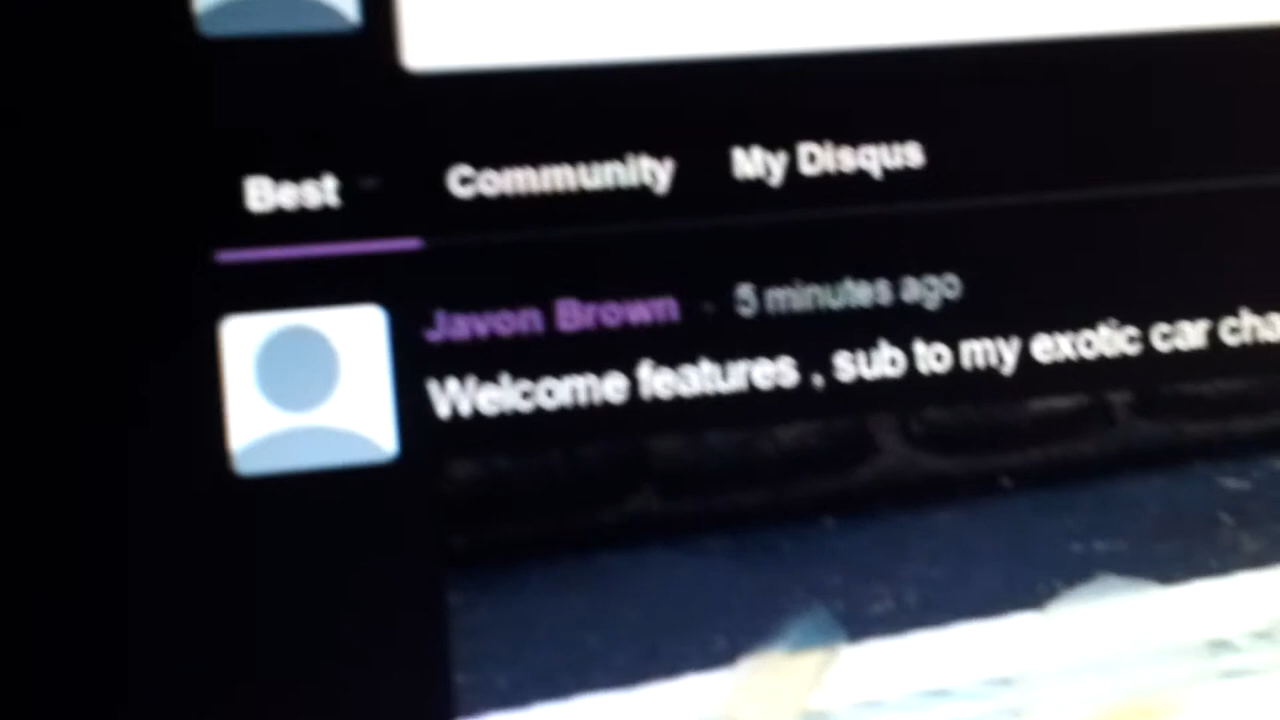 Best
Community
My Disqus
Javon Brown · 5 minutes ago
Welcome features , sub to my exotic car